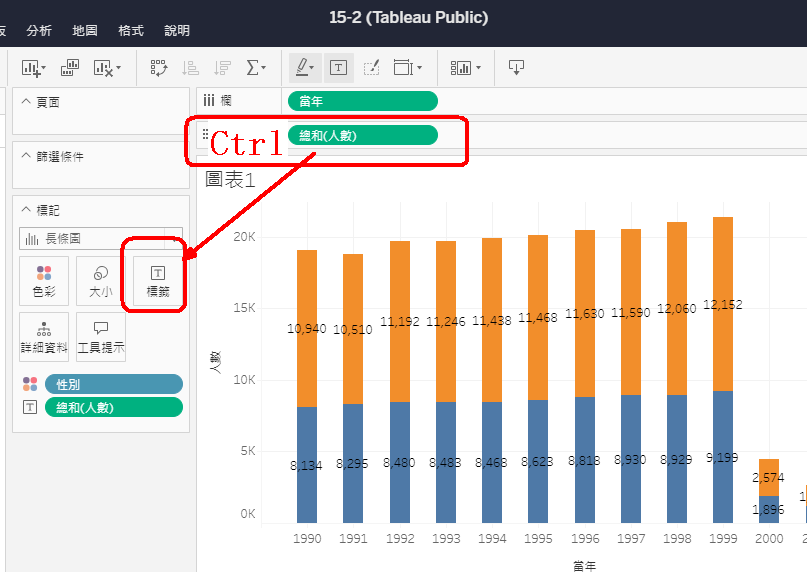 15-2 (Tableau Public)
分析 地圖 格式 說明
頁面
iii 欄 當年
Ctrl 總和(人數)
篩選條件
圖表1
標記
長條圖
色彩 大小 標籤
詳細資料 工具提示
性別
總和(人數)
20K
15K
10K
5K
0K
人數
10,940 10,510 11,192 11,246 11,438 11,468 11,630 11,590 12,060 12,152
8,134 8,295 8,480 8,483 8,468 8,623 8,818 8,930 8,929 9,199
2,574
1,896
1990 1991 1992 1993 1994 1995 1996 1997 1998 1999 2000
當年